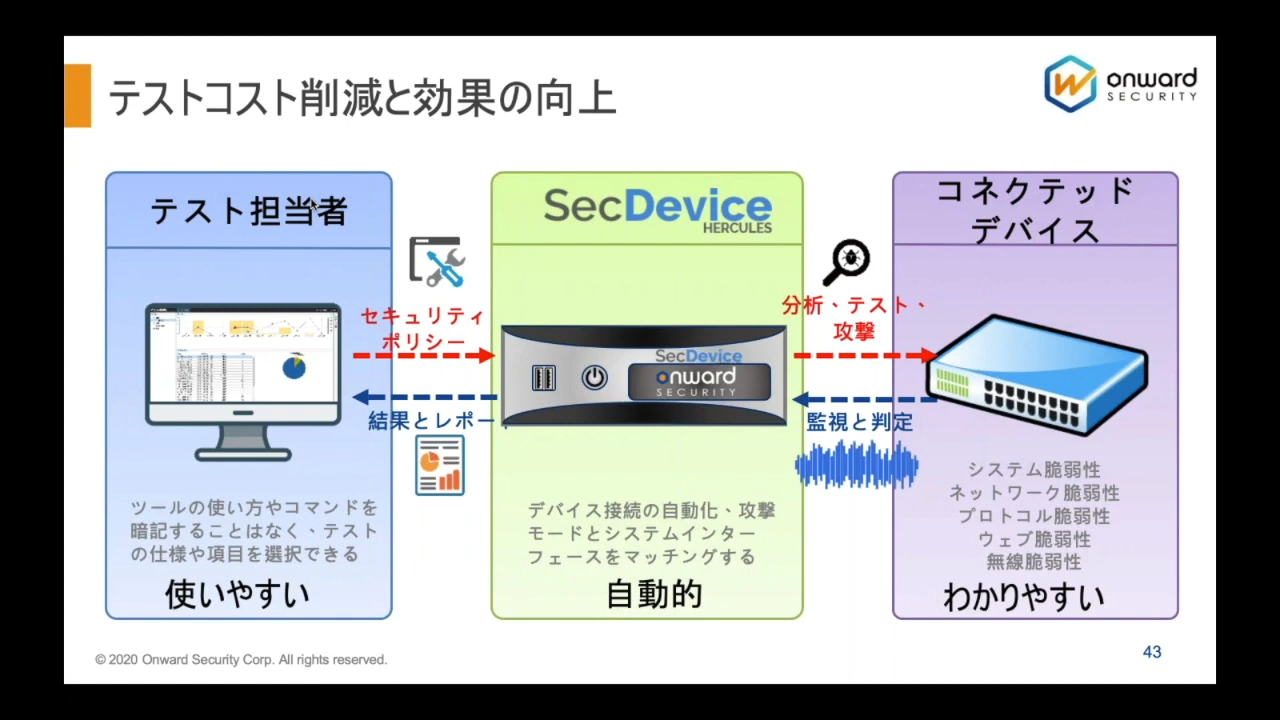 テストコスト削減と効果の向上
onward
SECURITY
テスト担当者
SecDevice
HERCULES
コネクテッド
デバイス
セキュリティ
ポリシー
分析、テスト、
攻撃
SecDevice
onward
SECURITY
結果とレポー
監視と判定
ツールの使い方やコマンドを
暗記することはなく、テスト
の仕様や項目を選択できる
使いやすい
デバイス接続の自動化、攻撃
モードとシステムインター
フェースをマッチングする
自動的
システム脆弱性
ネットワーク脆弱性
プロトコル脆弱性
ウェブ脆弱性
無線脆弱性
わかりやすい
© 2020 Onward Security Corp. All rights reserved.
43